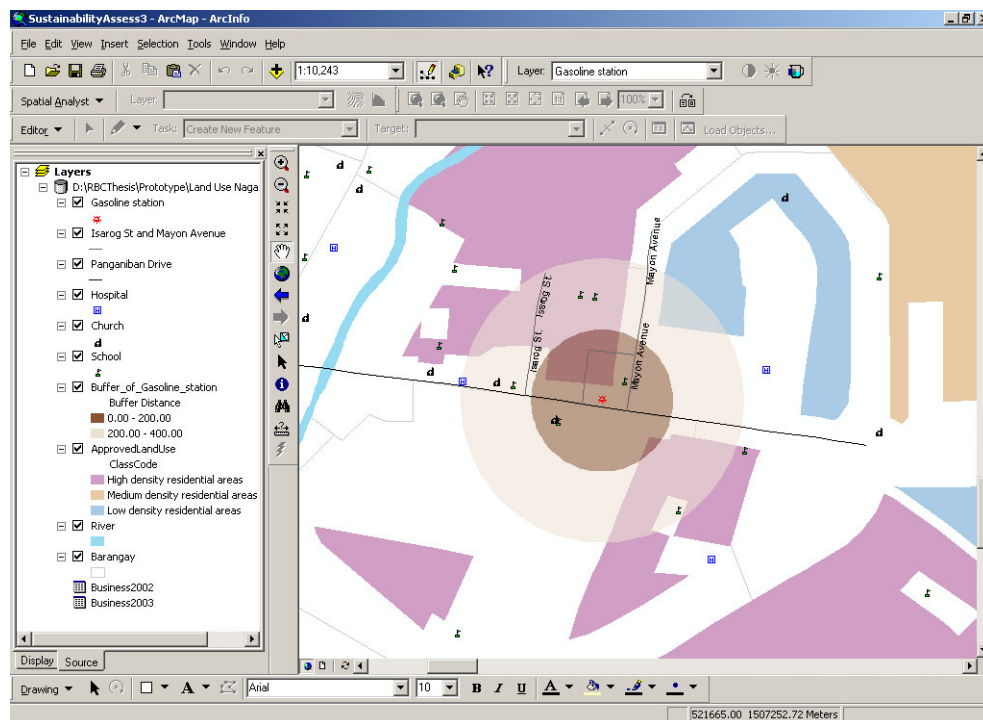 SustainabilityAssess3 - ArcMap - ArcInfo
File Edit View Insert Selection Tools Window Help
1:10,243 Layer: Gasoline station
Spatial Analyst Layer: 100%
Editor Task: Create New Feature Target: Load Objects...
Layers
D:\RBCThesis\Prototype\Land Use Naga
Gasoline station
Isarog St and Mayon Avenue
Panganiban Drive
Hospital
H
Church
School
Buffer_of_Gasoline_station
Buffer Distance
0.00 - 200.00
200.00 - 400.00
ApprovedLandUse
ClassCode
High density residential areas
Medium density residential areas
Low density residential areas
River
Barangay
Business2002
Business2003
Display Source
Isarog St.
Isarog St.
Mayon Avenue
Mayon Avenue
H
H
H
H
Drawing A Arial 10 B I U A
521665.00 1507252.72 Meters